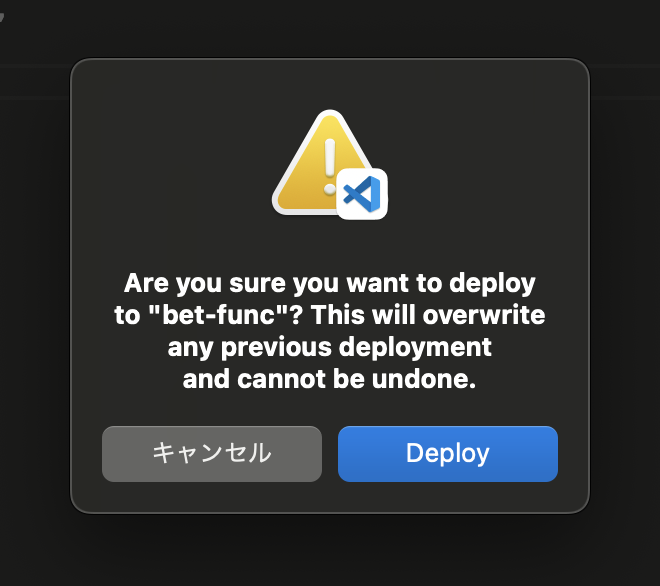 Are you sure you want to deploy
to "bet-func"? This will overwrite
any previous deployment
and cannot be undone.
キャンセル
Deploy